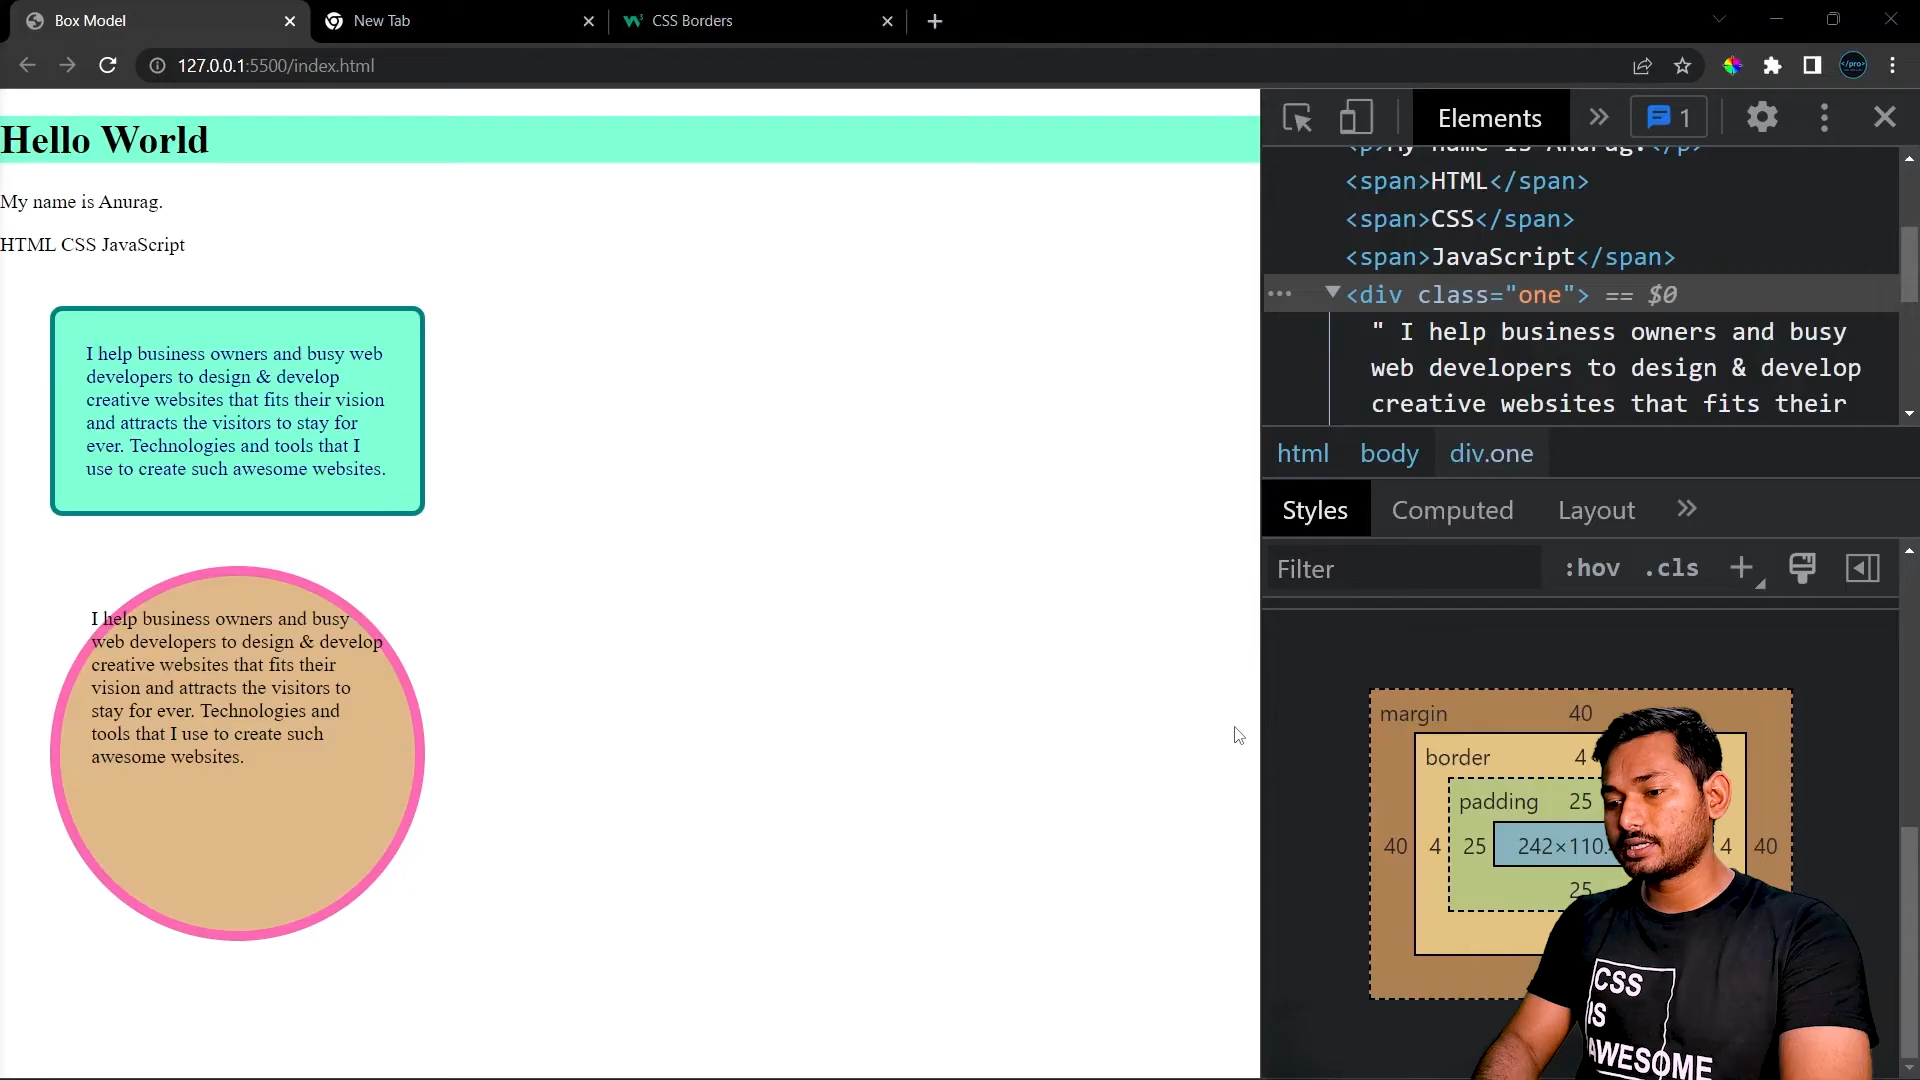 Box Model
New Tab
CSS Borders
127.0.0.1:5500/index.html
Hello World
My name is Anurag.
HTML CSS JavaScript
I help business owners and busy web
developers to design & develop
creative websites that fits their vision
and attracts the visitors to stay for
ever. Technologies and tools that I
use to create such awesome websites.
I help business owners and busy
web developers to design & develop
creative websites that fits their
vision and attracts the visitors to
stay for ever. Technologies and
tools that I use to create such
awesome websites.
Elements
1
<p>My name is Anurag.</p>
<span>HTML</span>
<span>CSS</span>
<span>JavaScript</span>
<div class="one"> == $0
" I help business owners and busy
web developers to design & develop
creative websites that fits their
html body div.one
Styles Computed Layout
Filter :hov .cls
margin 40
border 4
padding 25
40 4 25 242×110. 4 40
25
CSS
IS
AWESOME